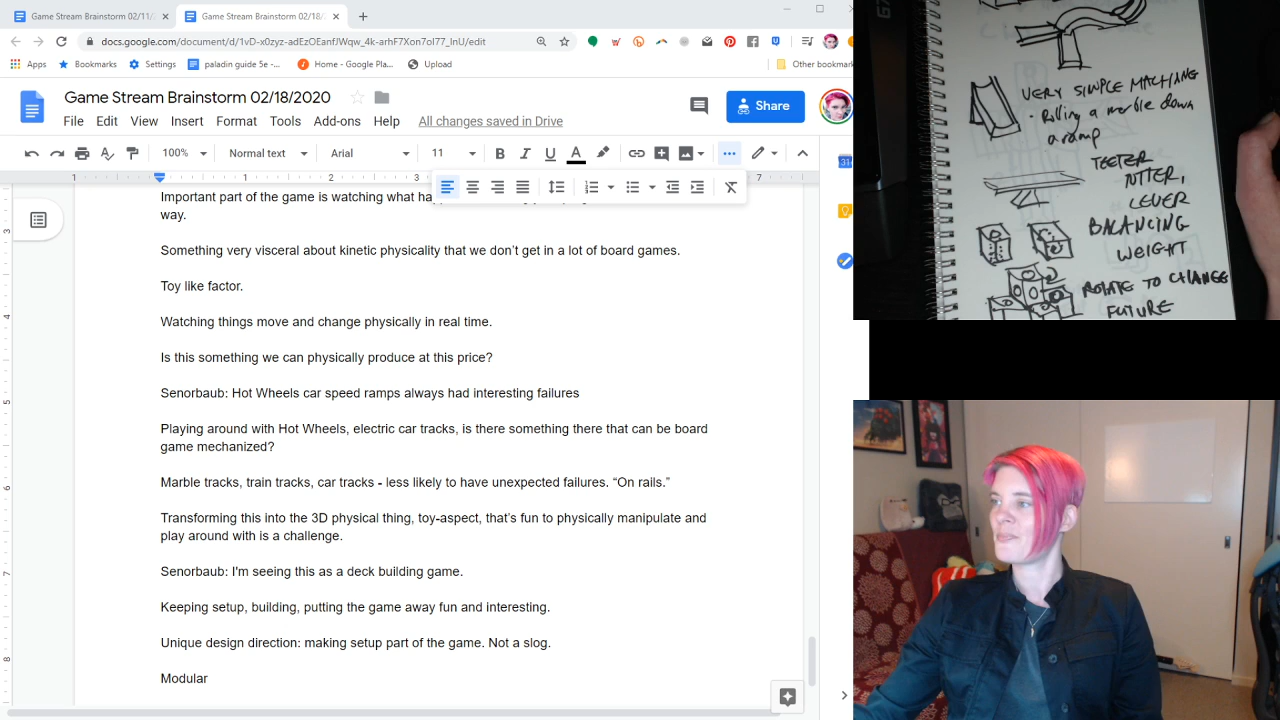 Game Stream Brainstorm 02/11/
Game Stream Brainstorm 02/18/
docs.google.com/document/d/1vD-x0zyz-adEzOEanfJWqw_4k-arhF7Xon7oI77_InU/edit
Apps
Bookmarks
Settings
paladin guide 5e -...
Home - Google Pla...
Upload
Other bookmar
Game Stream Brainstorm 02/18/2020
Share
File Edit View Insert Format Tools Add-ons Help All changes saved in Drive
100% Normal text Arial 11
Important part of the game is watching what
way.
Something very visceral about kinetic physicality that we don't get in a lot of board games.
Toy like factor.
Watching things move and change physically in real time.
Is this something we can physically produce at this price?
Senorbaub: Hot Wheels car speed ramps always had interesting failures
Playing around with Hot Wheels, electric car tracks, is there something there that can be board
game mechanized?
Marble tracks, train tracks, car tracks - less likely to have unexpected failures. “On rails.”
Transforming this into the 3D physical thing, toy-aspect, that's fun to physically manipulate and
play around with is a challenge.
Senorbaub: I'm seeing this as a deck building game.
Keeping setup, building, putting the game away fun and interesting.
Unique design direction: making setup part of the game. Not a slog.
Modular
VERY SIMPLE MACHINE
- Rolling a marble down
a ramp
TEETER
TOTTER,
LEVER
BALANCING
WEIGHT
ROTATE TO CHANGE
FUTURE